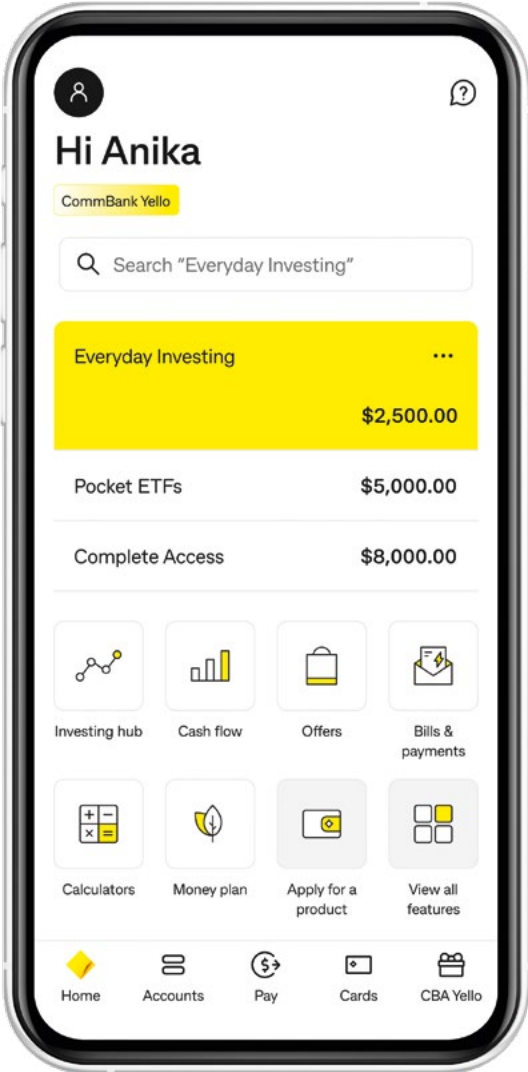 Hi Anika
CommBank Yello
Search “Everyday Investing”
Everyday Investing
$2,500.00
Pocket ETFs $5,000.00
Complete Access $8,000.00
Investing hub Cash flow Offers Bills &
payments
Calculators Money plan Apply for a View all
product features
Home Accounts Pay Cards CBA Yello